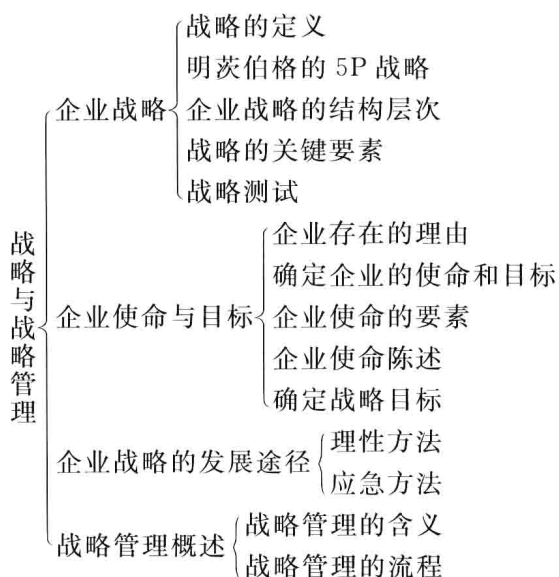 战略与战略管理
企业战略
战略的定义
明茨伯格的 5P 战略
企业战略的结构层次
战略的关键要素
战略测试
企业使命与目标
企业存在的理由
确定企业的使命和目标
企业使命的要素
企业使命陈述
确定战略目标
企业战略的发展途径
理性方法
应急方法
战略管理概述
战略管理的含义
战略管理的流程